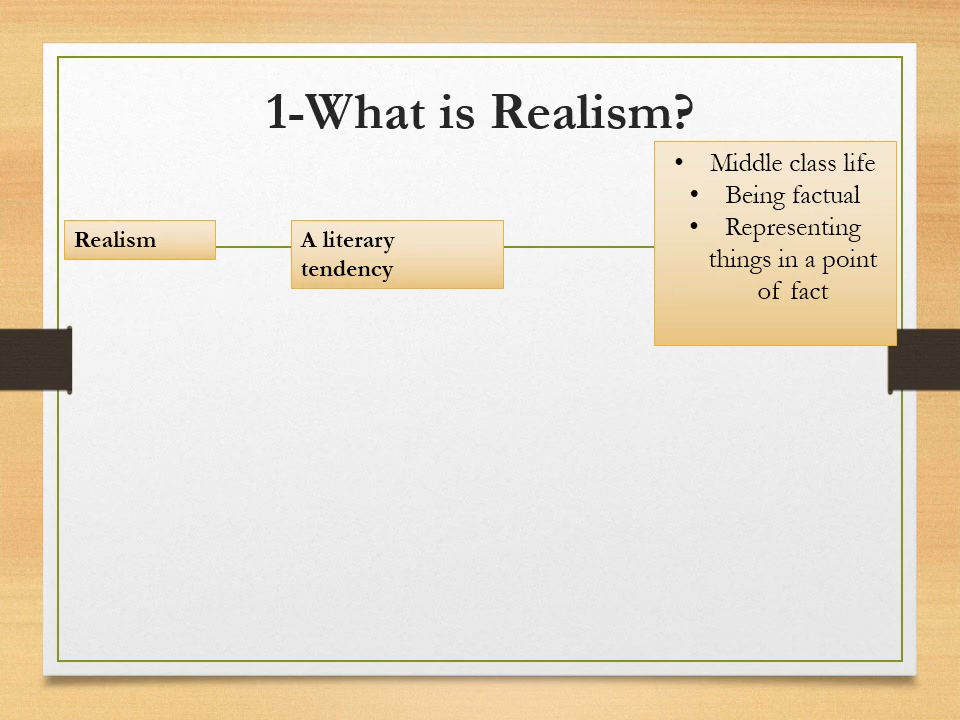 1-What is Realism?
Realism
A literary
tendency
• Middle class life
• Being factual
• Representing
things in a point
of fact